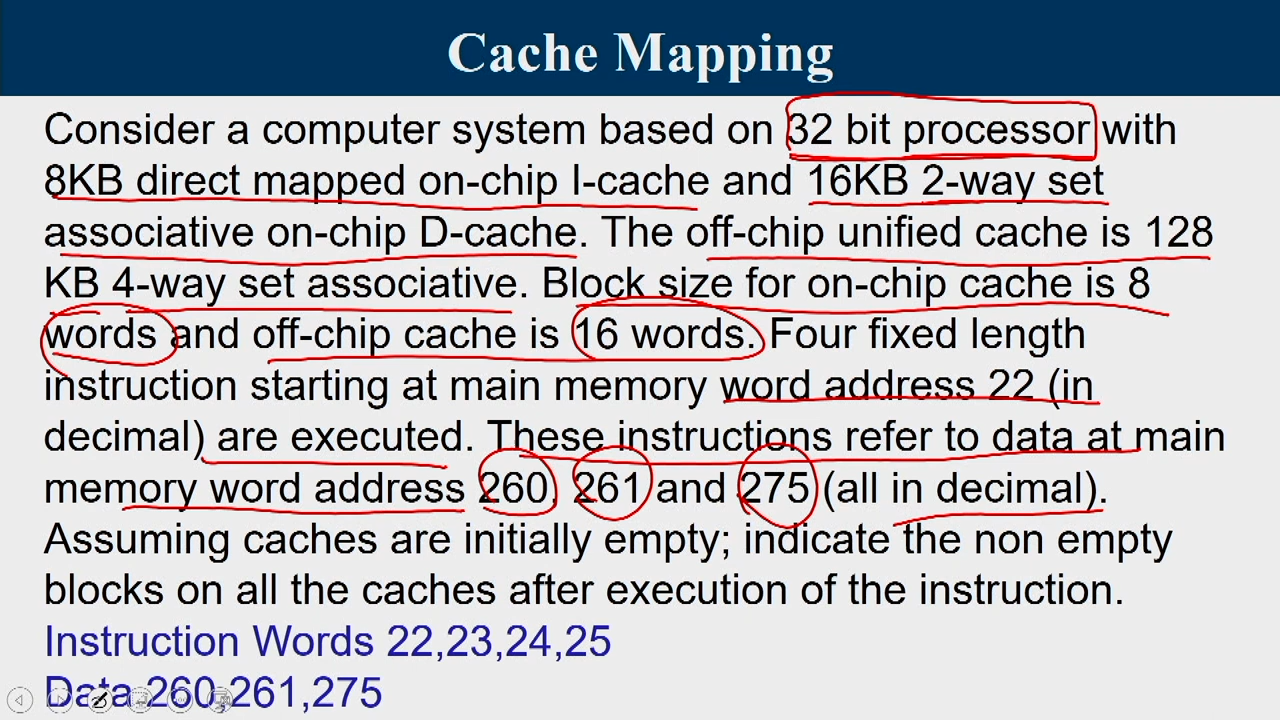 Cache Mapping
Consider a computer system based on 32 bit processor with
8KB direct mapped on-chip I-cache and 16KB 2-way set
associative on-chip D-cache. The off-chip unified cache is 128
KB 4-way set associative. Block size for on-chip cache is 8
words and off-chip cache is 16 words. Four fixed length
instruction starting at main memory word address 22 (in
decimal) are executed. These instructions refer to data at main
memory word address 260, 261 and 275 (all in decimal).
Assuming caches are initially empty; indicate the non empty
blocks on all the caches after execution of the instruction.
Instruction Words 22,23,24,25
Data 260,261,275